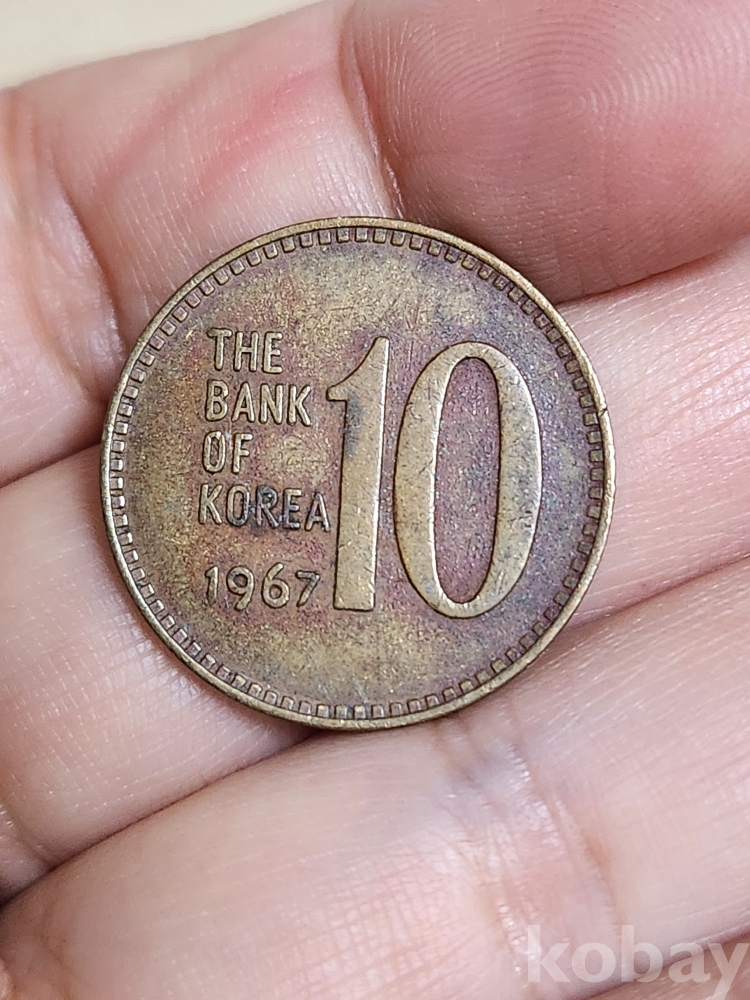 THE
BANK
OF
KOREA
1967
10
kobay